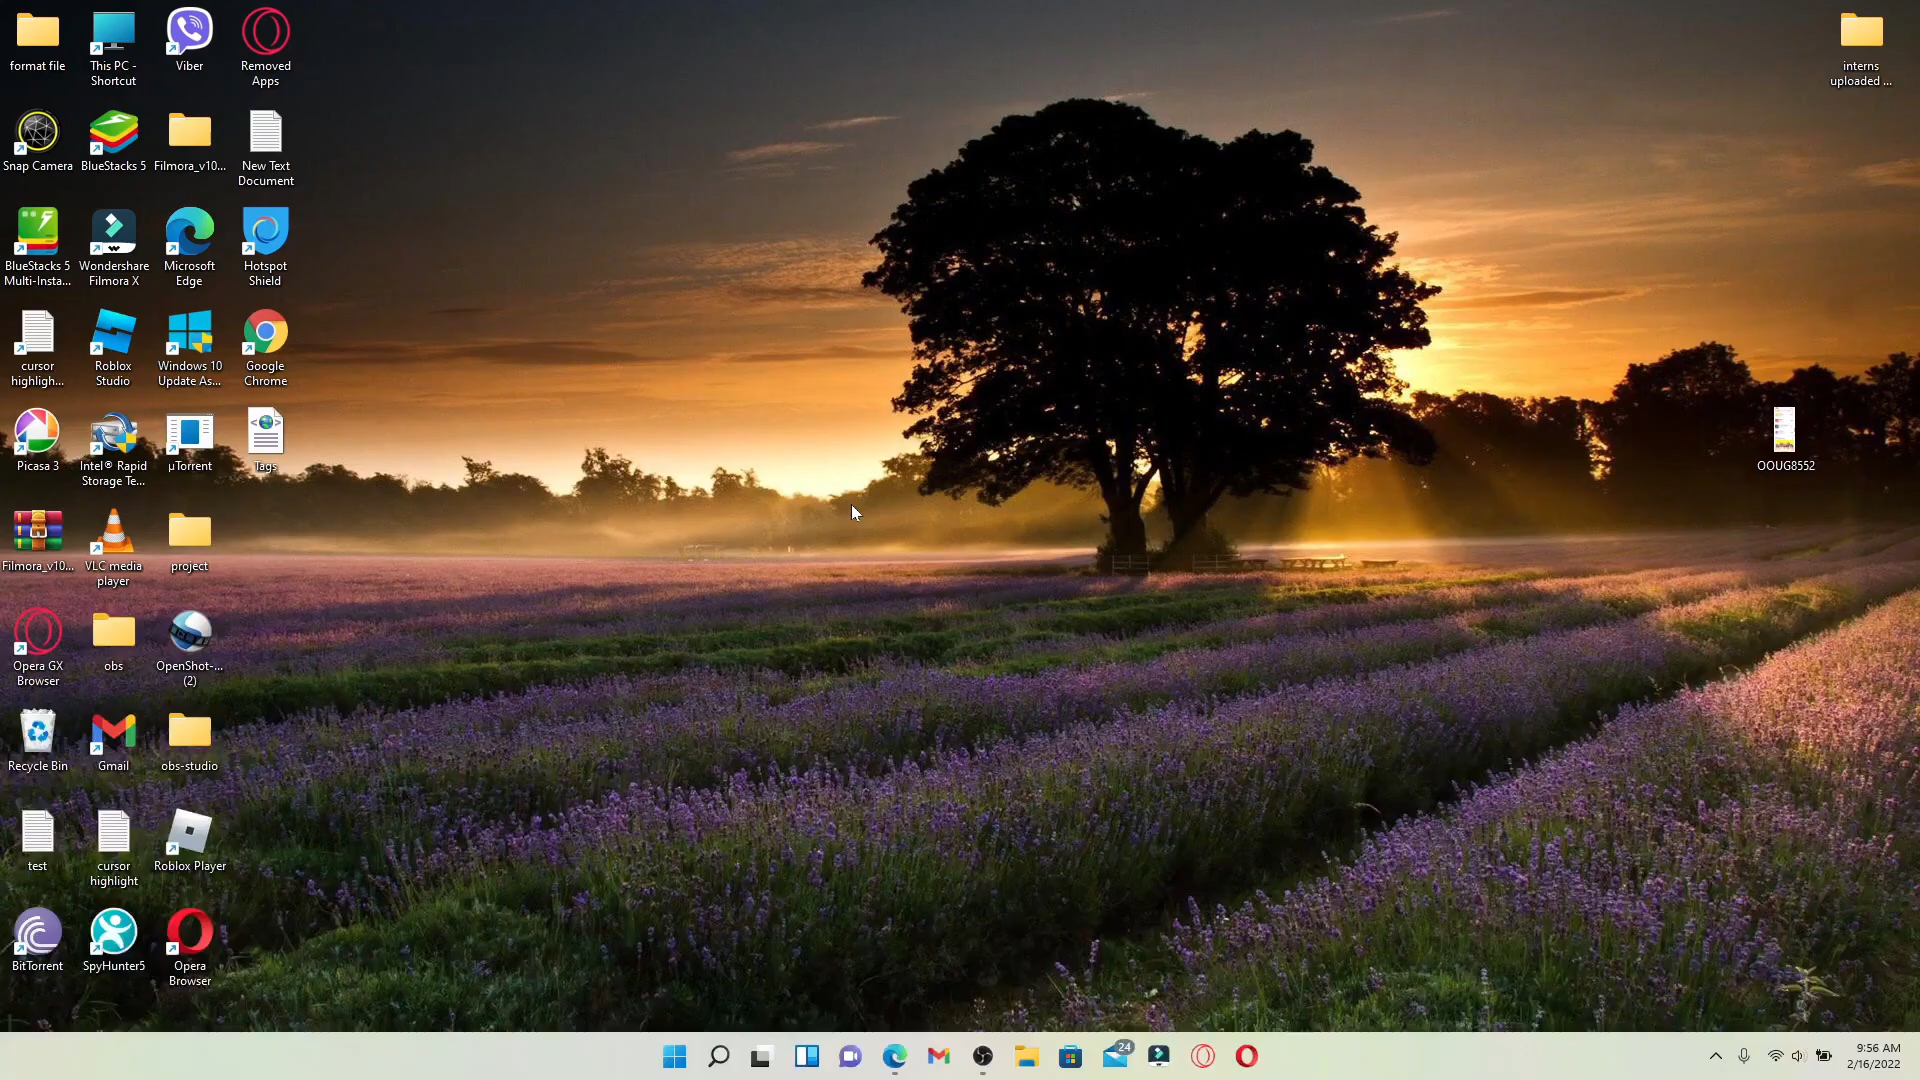 format file
This PC -
Shortcut
Viber
Removed
Apps
interns
uploaded ...
Snap Camera
BlueStacks 5
Filmora_v10...
New Text
Document
BlueStacks 5
Multi-Insta...
Wondershare
Filmora X
Microsoft
Edge
Hotspot
Shield
cursor
highligh...
Roblox
Studio
Windows 10
Update As...
Google
Chrome
Picasa 3
Intel® Rapid
Storage Te...
µTorrent
Tags
OOUG8552
Filmora_v10...
VLC media
player
project
Opera GX
Browser
obs
OpenShot-...
(2)
Recycle Bin
Gmail
obs-studio
test
cursor
highlight
Roblox Player
BitTorrent
SpyHunter5
Opera
Browser
24
9:56 AM
2/16/2022